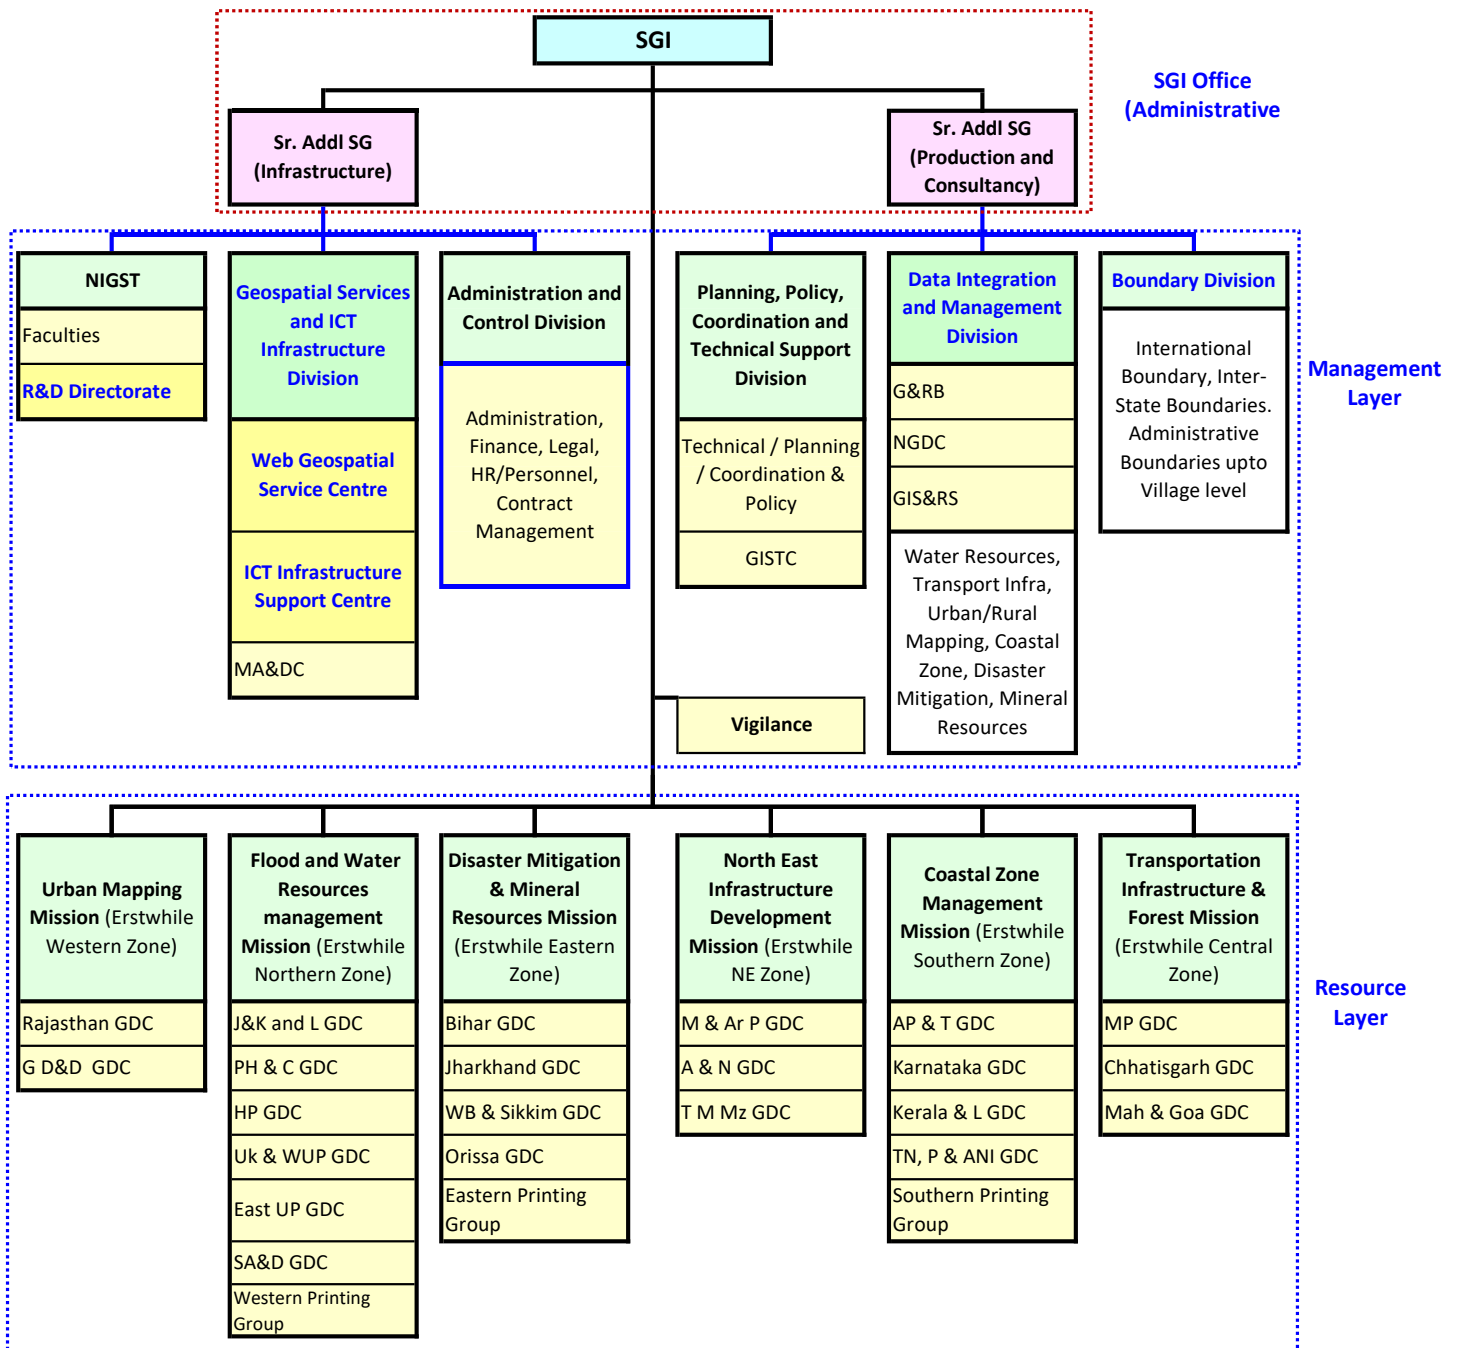 SGI
SGI Office
(Administrative
Sr. Addl SG
(Infrastructure)
Sr. Addl SG
(Production and
Consultancy)
NIGST
Faculties
R&D Directorate
Geospatial Services
and ICT
Infrastructure
Division
Web Geospatial
Service Centre
ICT Infrastructure
Support Centre
MA&DC
Administration and
Control Division
Administration,
Finance, Legal,
HR/Personnel,
Contract
Management
Planning, Policy,
Coordination and
Technical Support
Division
Technical / Planning
/ Coordination &
Policy
GISTC
Vigilance
Data Integration
and Management
Division
G&RB
NGDC
GIS&RS
Water Resources,
Transport Infra,
Urban/Rural
Mapping, Coastal
Zone, Disaster
Mitigation, Mineral
Resources
Boundary Division
International
Boundary, Inter-
State Boundaries.
Administrative
Boundaries upto
Village level
Management
Layer
Urban Mapping
Mission (Erstwhile
Western Zone)
Rajasthan GDC
G D&D  GDC
Flood and Water
Resources
management
Mission (Erstwhile
Northern Zone)
J&K and L GDC
PH & C GDC
HP GDC
Uk & WUP GDC
East UP GDC
SA&D GDC
Western Printing
Group
Disaster Mitigation
& Mineral
Resources Mission
(Erstwhile Eastern
Zone)
Bihar GDC
Jharkhand GDC
WB & Sikkim GDC
Orissa GDC
Eastern Printing
Group
North East
Infrastructure
Development
Mission (Erstwhile
NE Zone)
M & Ar P GDC
A & N GDC
T M Mz GDC
Coastal Zone
Management
Mission (Erstwhile
Southern Zone)
AP & T GDC
Karnataka GDC
Kerala & L GDC
TN, P & ANI GDC
Southern Printing
Group
Transportation
Infrastructure &
Forest Mission
(Erstwhile Central
Zone)
MP GDC
Chhatisgarh GDC
Mah & Goa GDC
Resource
Layer